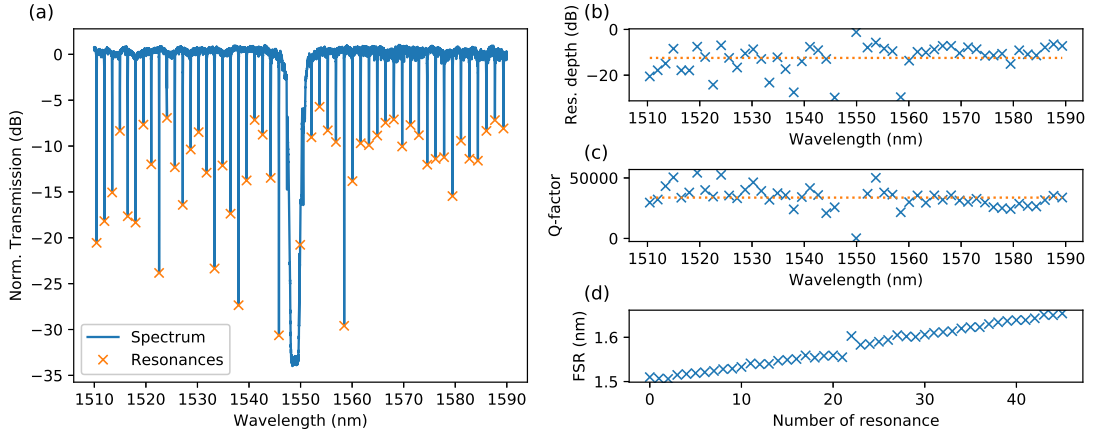 (a)
Norm. Transmission (dB)
0
−5
−10
−15
−20
−25
−30
−35
Spectrum
Resonances
1510 1520 1530 1540 1550 1560 1570 1580 1590
Wavelength (nm)
(b)
Res. depth (dB)
0
−20
1510 1520 1530 1540 1550 1560 1570 1580 1590
Wavelength (nm)
(c)
Q-factor
50000
0
1510 1520 1530 1540 1550 1560 1570 1580 1590
Wavelength (nm)
(d)
FSR (nm)
1.6
1.5
0 10 20 30 40
Number of resonance